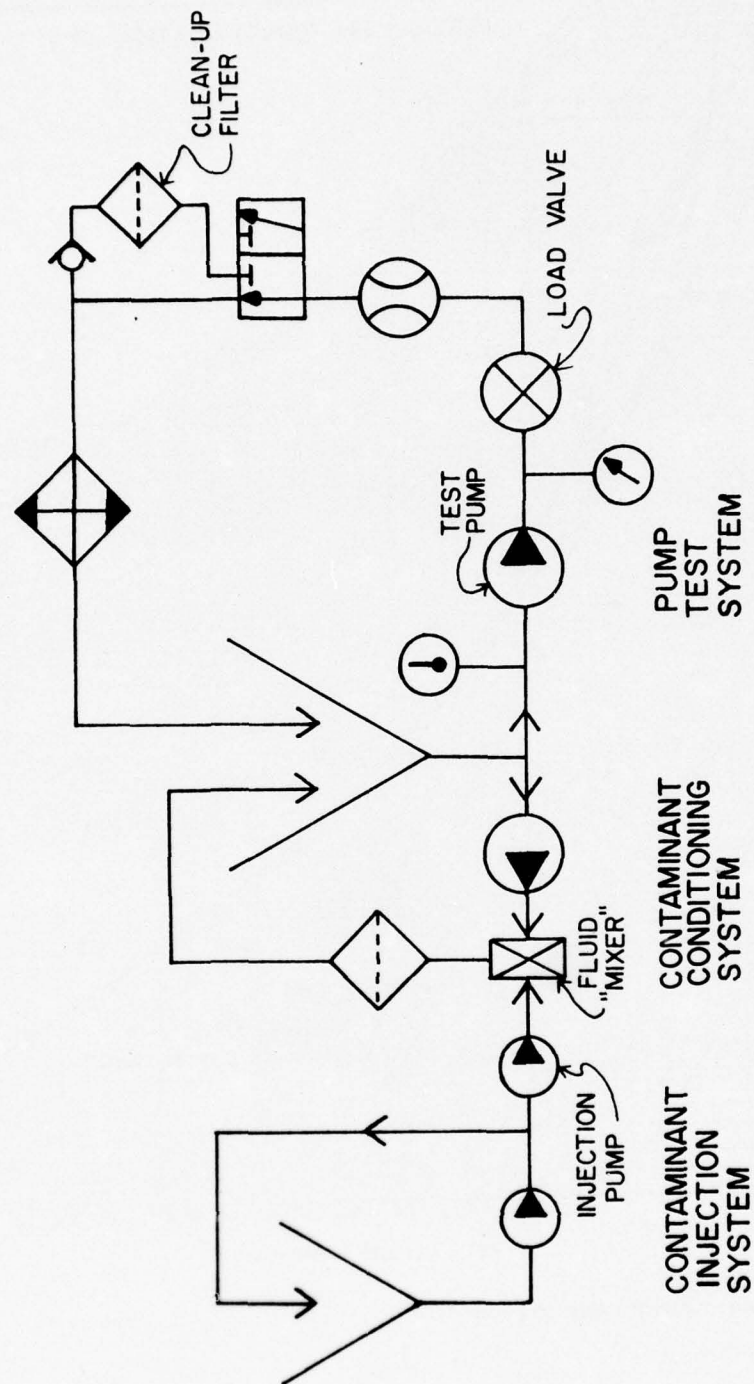 CLEAN-UP
FILTER
LOAD VALVE
TEST
PUMP
FLUID
"MIXER"
INJECTION
PUMP
CONTAMINANT
INJECTION
SYSTEM
CONTAMINANT
CONDITIONING
SYSTEM
PUMP
TEST
SYSTEM